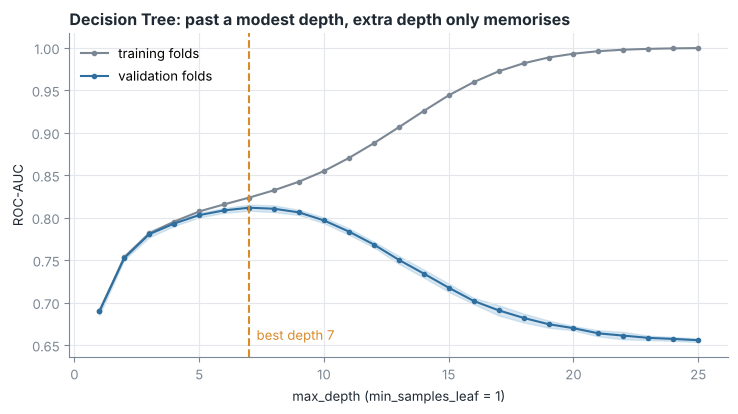 Decision Tree: past a modest depth, extra depth only memorises
training folds
validation folds
1.00
0.95
0.90
0.85
0.80
0.75
0.70
0.65
ROC-AUC
best depth 7
0
5
10
15
20
25
max_depth (min_samples_leaf = 1)